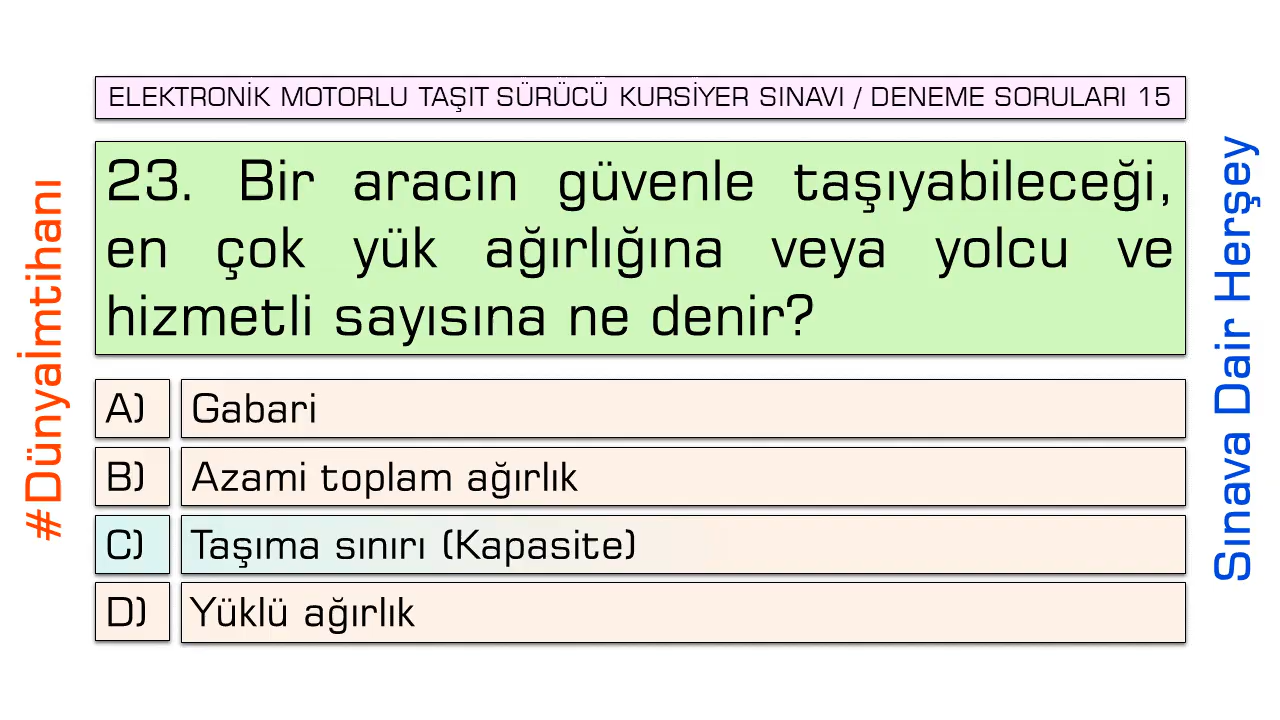 ELEKTRONİK MOTORLU TAŞIT SÜRÜCÜ KURSİYER SINAVI / DENEME SORULARI 15
23. Bir aracın güvenle taşıyabileceği,
en çok yük ağırlığına veya yolcu ve
hizmetli sayısına ne denir?
A) Gabari
B) Azami toplam ağırlık
C) Taşıma sınırı (Kapasite)
D) Yüklü ağırlık
#Dünyaİmtihanı
Sınava Dair Herşey